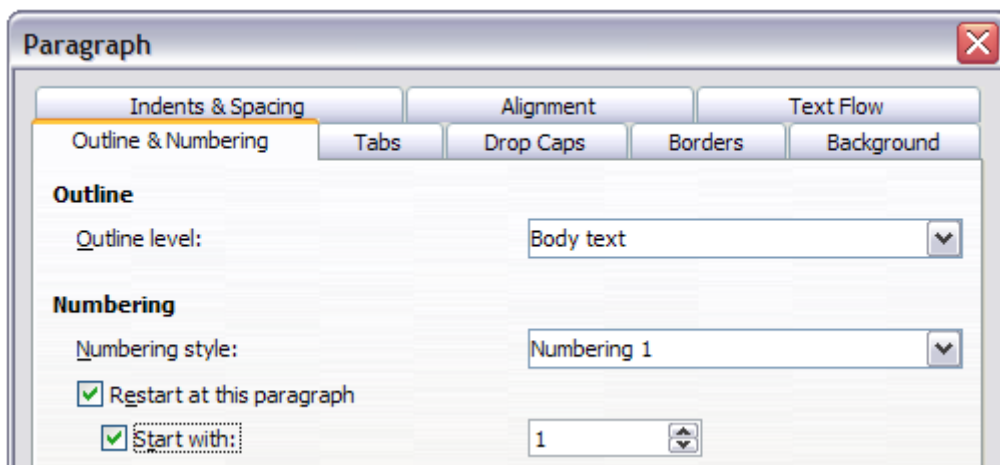 Paragraph
Indents & Spacing Alignment Text Flow
Outline & Numbering Tabs Drop Caps Borders Background
Outline
Outline level: Body text
Numbering
Numbering style: Numbering 1
Restart at this paragraph
Start with: 1